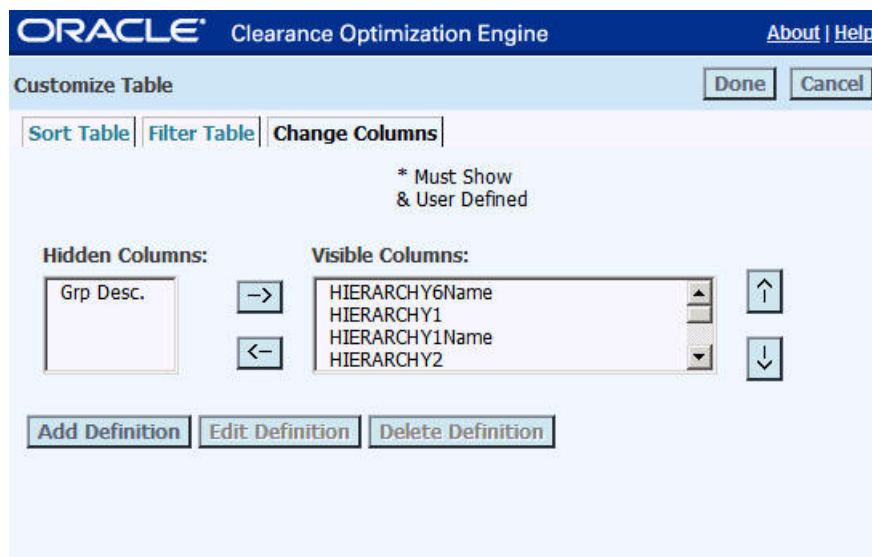 ORACLE Clearance Optimization Engine About | Help
Customize Table Done Cancel
Sort Table Filter Table Change Columns
* Must Show
& User Defined
Hidden Columns: Visible Columns:
Grp Desc. --> HIERARCHY6Name
HIERARCHY1
HIERARCHY1Name
<-- HIERARCHY2
Add Definition Edit Definition Delete Definition